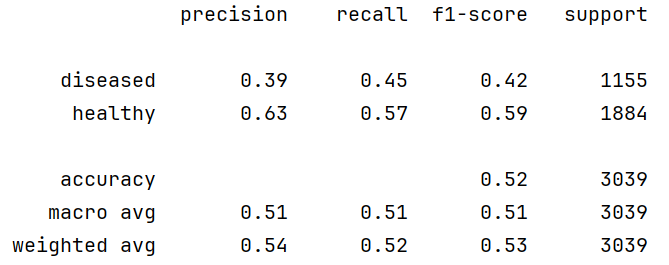 precision recall f1-score support
diseased 0.39 0.45 0.42 1155
healthy 0.63 0.57 0.59 1884
accuracy 0.52 3039
macro avg 0.51 0.51 0.51 3039
weighted avg 0.54 0.52 0.53 3039